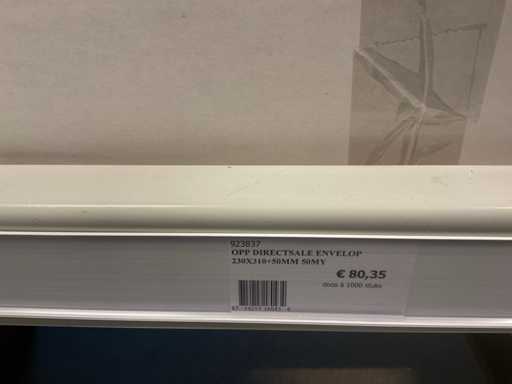 923837
OPP DIRECTSALE ENVELOP
230X310+50MM 50MY
€ 80,35
doos à 1000 stuks